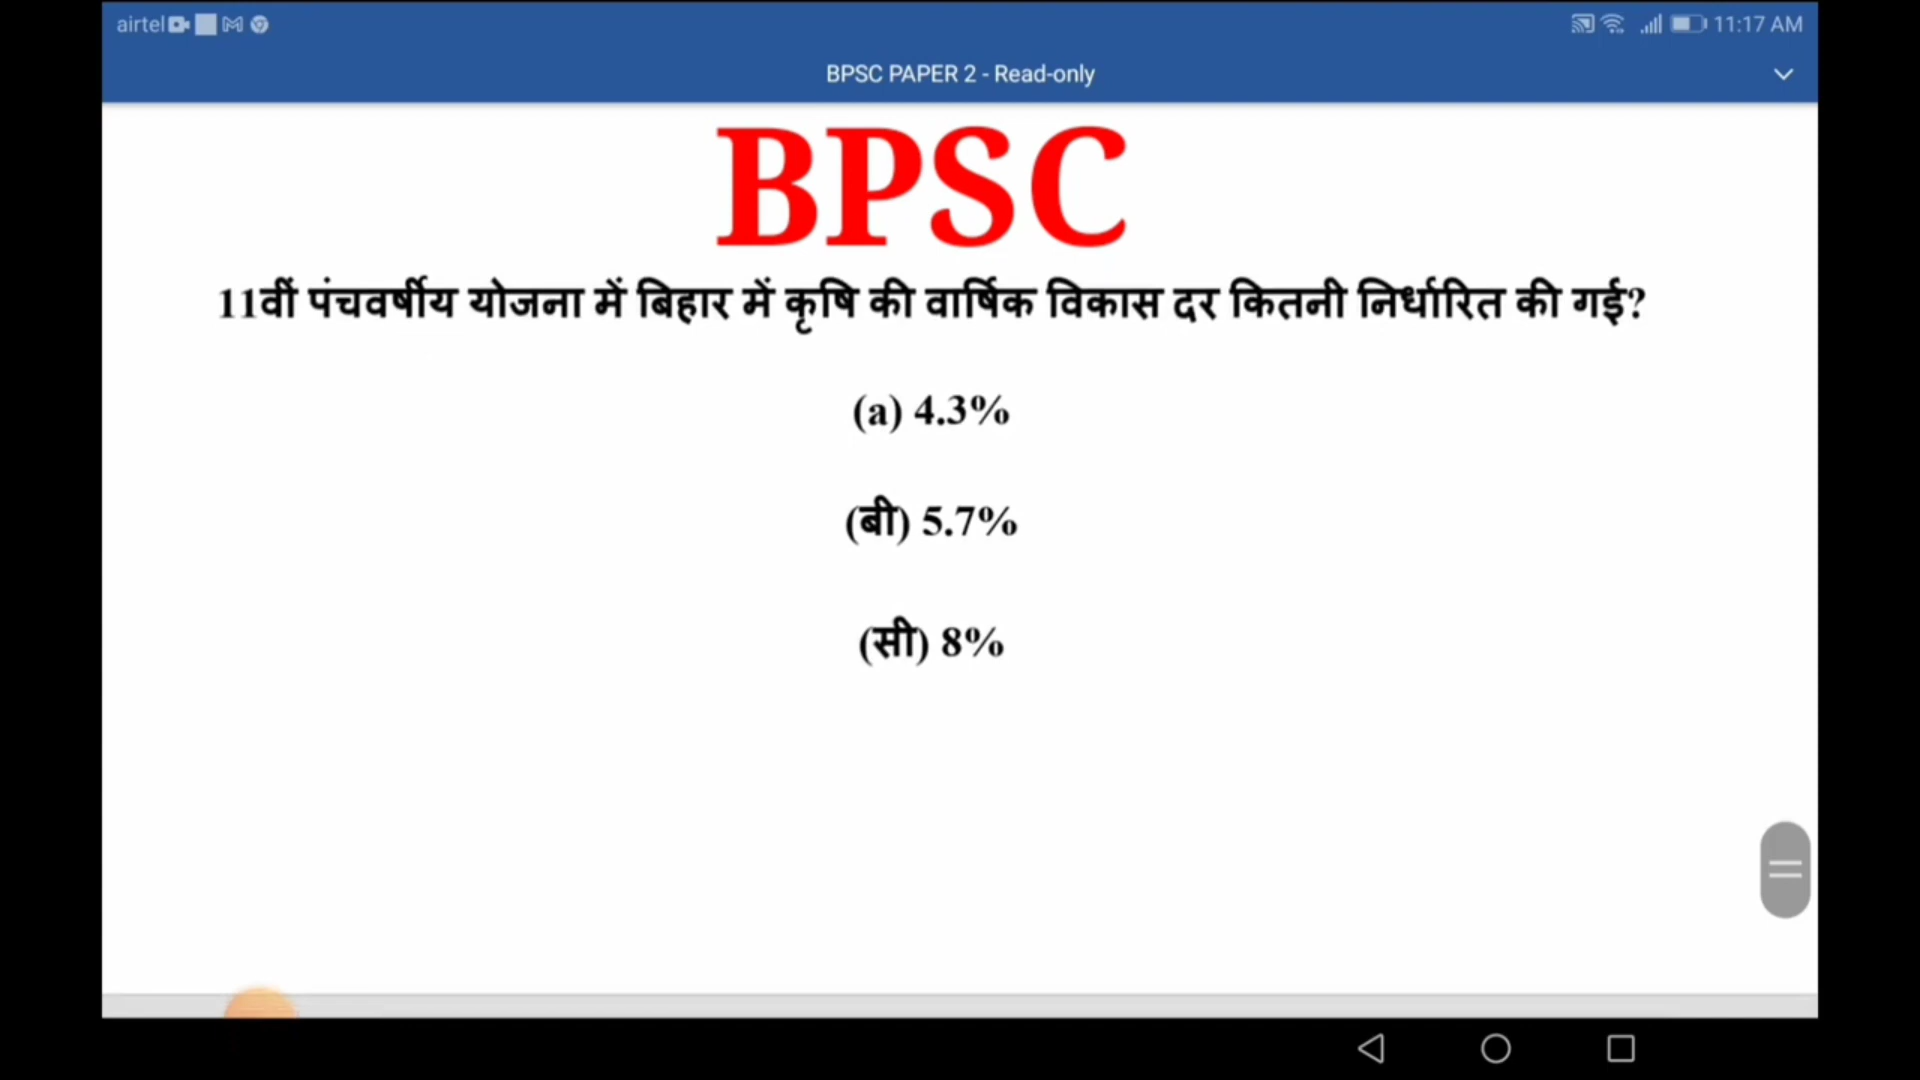 airtel 11:17 AM
BPSC PAPER 2 - Read-only
BPSC
11वीं पंचवर्षीय योजना में बिहार में कृषि की वार्षिक विकास दर कितनी निर्धारित की गई?
(a) 4.3%
(बी) 5.7%
(सी) 8%